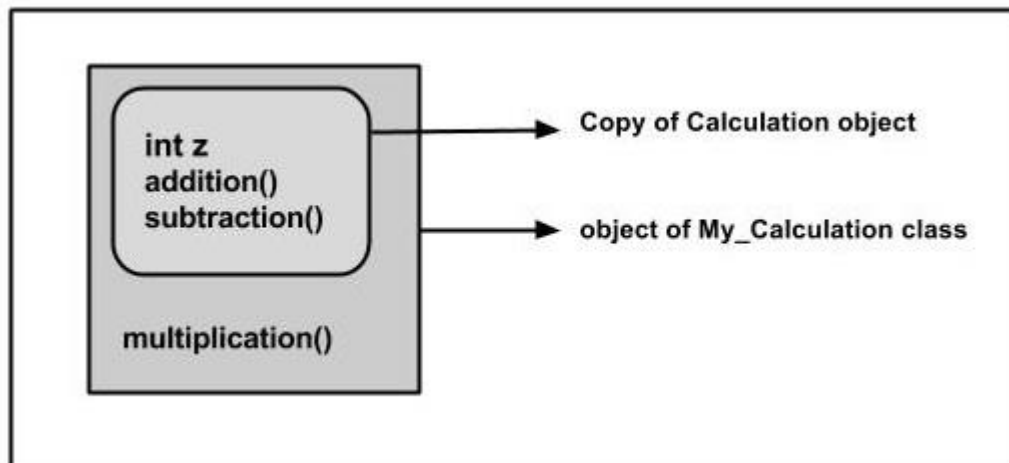 int z
addition()
subtraction()
multiplication()
Copy of Calculation object
object of My_Calculation class